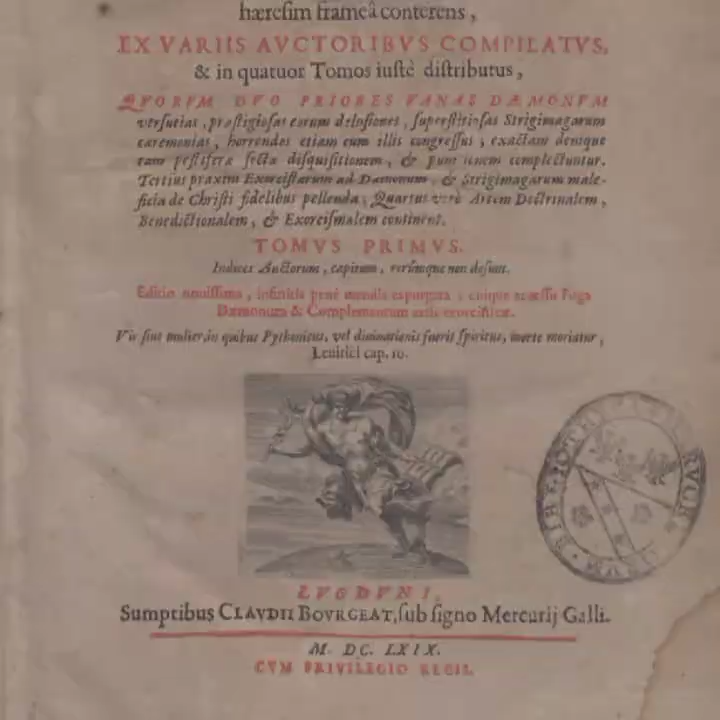 hæresim frameâ conterens,
EX VARIIS AVCTORIBVS COMPILATVS,
& in quatuor Tomos iustè distributus,
QVORVM DVO PRIORES VANAS DÆMONVM
versutias, præstigiosas eorum delusiones, superstitiosas Strigimagarum
cæremonias, horrendos etiam cum illis congressus; exactam denique
tam pestiferæ sectæ disquisitionem, & punitionem complectuntur.
Tertius praxim Exorcistarum ad Dæmonum, & Strigimagarum male-
ficia de Christi fidelibus pellenda; Quartus verò Artem Doctrinalem,
Benedictionalem, & Exorcismalem continent.
TOMVS PRIMVS.
Indices Auctorum, capitum, rerúmque non desunt.
Editio nouissima, infinitis penè mendis expurgata; cuique accessit Fuga
Dæmonum & Complementum artis exorcisticæ.
Vir siue mulier, in quibus Pythonicus, vel diuinationis fuerit spiritus, morte moriatur,
Leuitici cap. 10.
LVGDVNI,
Sumptibus CLAVDII BOVRGEAT, sub signo Mercurij Galli.
M. DC. LXIX.
CVM PRIVILEGIO REGIS.